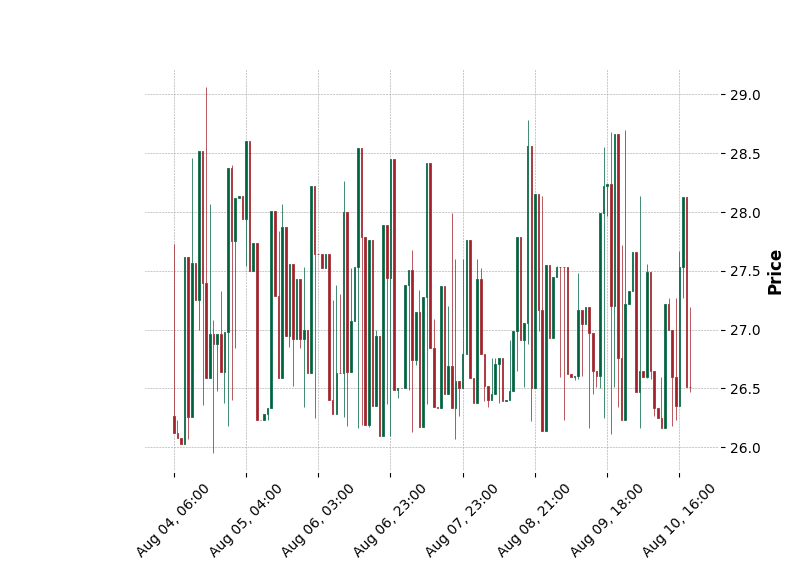 29.0
28.5
28.0
27.5
27.0
26.5
26.0
Price
Aug 04, 06:00
Aug 05, 04:00
Aug 06, 03:00
Aug 06, 23:00
Aug 07, 23:00
Aug 08, 21:00
Aug 09, 18:00
Aug 10, 16:00